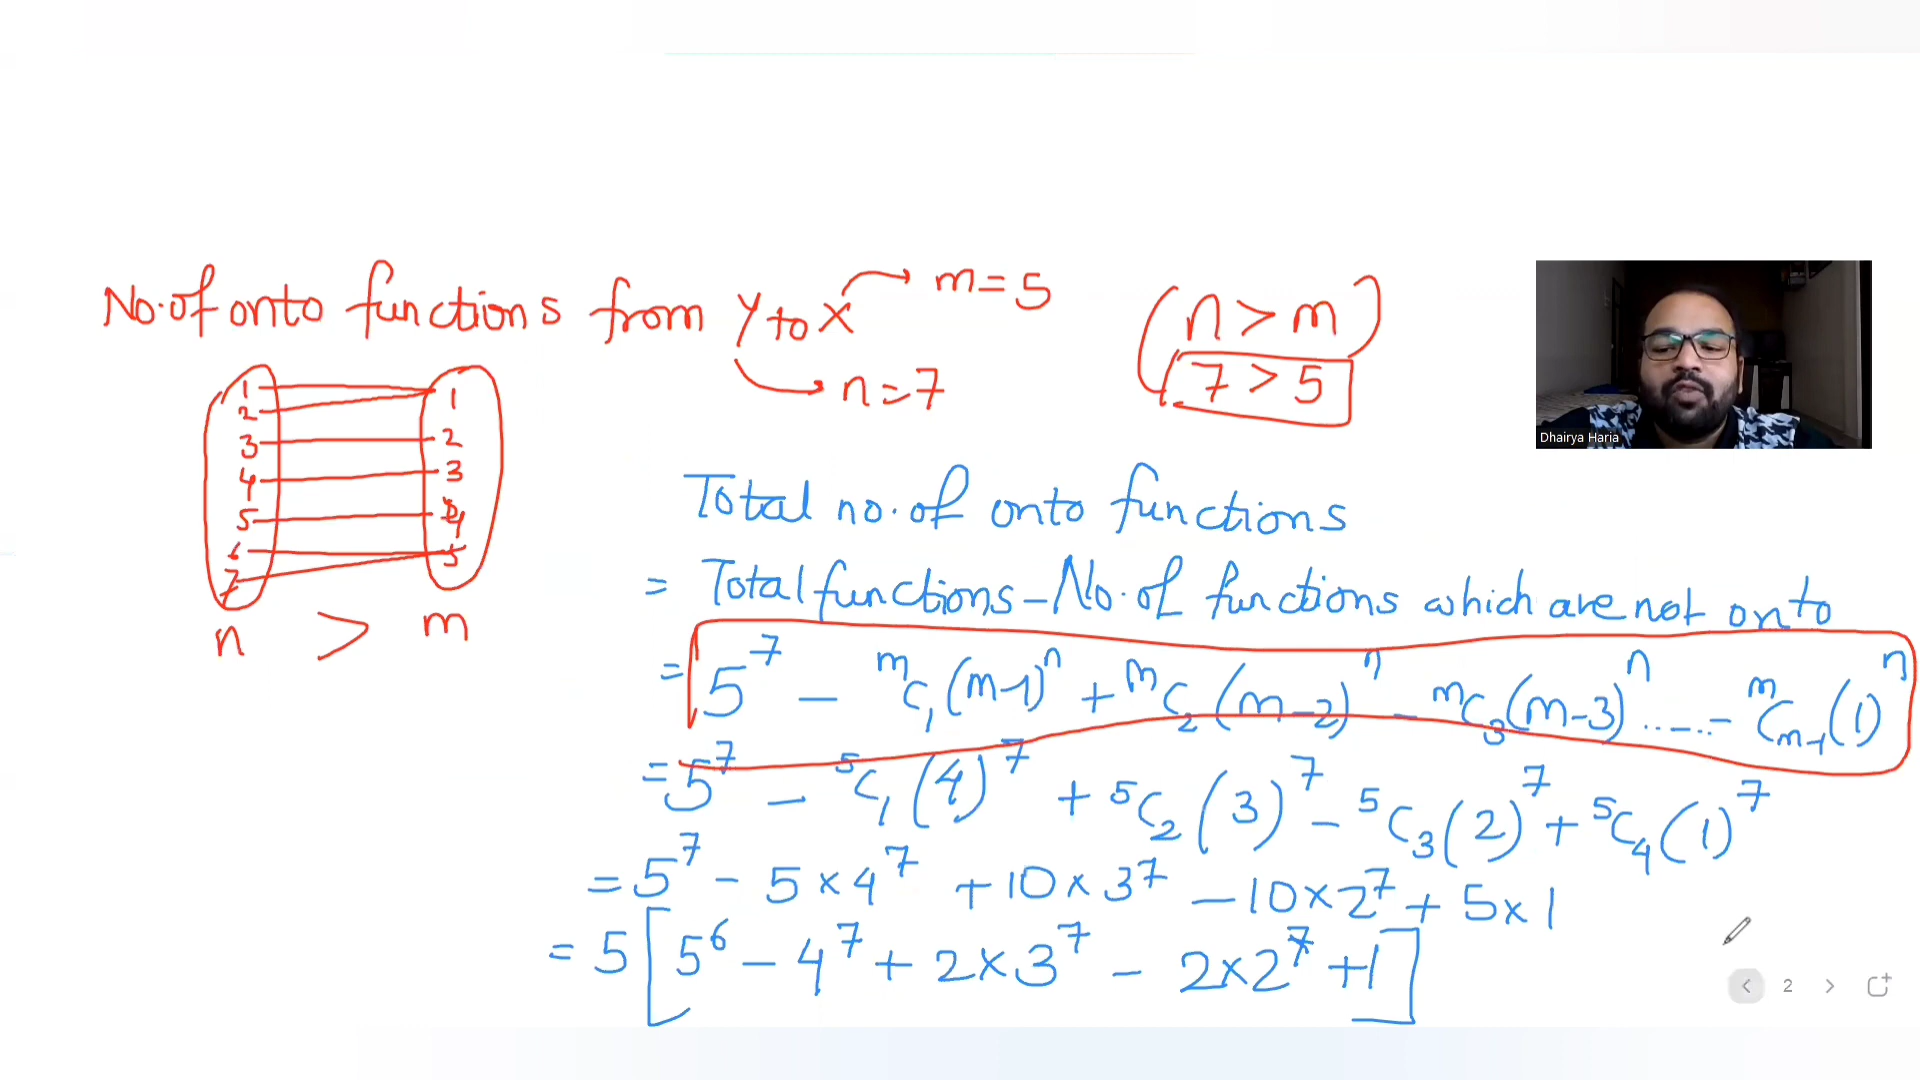 No. of onto functions from Y to X → m = 5
(n > m)
→ n = 7
7 > 5
1 1
2
3 2
4 3
5 4
6 5
7
n > m
Dhairya Haria
Total no. of onto functions
= Total functions - No. of functions which are not onto
= 5^7 - mC1 (m-1)^n + mC2 (m-2)^n - mC3 (m-3)^n ...... - mCm-1 (1)^n
= 5^7 - 5C1 (4)^7 + 5C2 (3)^7 - 5C3 (2)^7 + 5C4 (1)^7
= 5^7 - 5 × 4^7 + 10 × 3^7 - 10 × 2^7 + 5 × 1
= 5 [ 5^6 - 4^7 + 2 × 3^7 - 2 × 2^7 + 1 ]
2